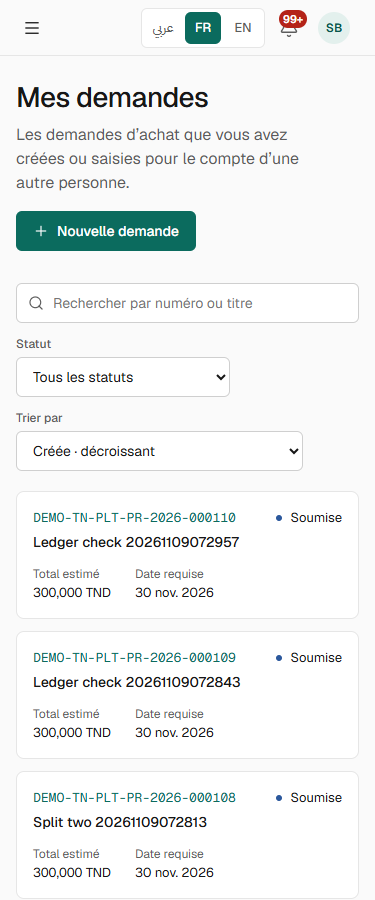 عربي FR EN 99+ SB
Mes demandes
Les demandes d’achat que vous avez
créées ou saisies pour le compte d’une
autre personne.
+ Nouvelle demande
Rechercher par numéro ou titre
Statut
Tous les statuts
Trier par
Créée · décroissant
DEMO-TN-PLT-PR-2026-000110 Soumise
Ledger check 20261109072957
Total estimé Date requise
300,000 TND 30 nov. 2026
DEMO-TN-PLT-PR-2026-000109 Soumise
Ledger check 20261109072843
Total estimé Date requise
300,000 TND 30 nov. 2026
DEMO-TN-PLT-PR-2026-000108 Soumise
Split two 20261109072813
Total estimé Date requise
300,000 TND 30 nov. 2026